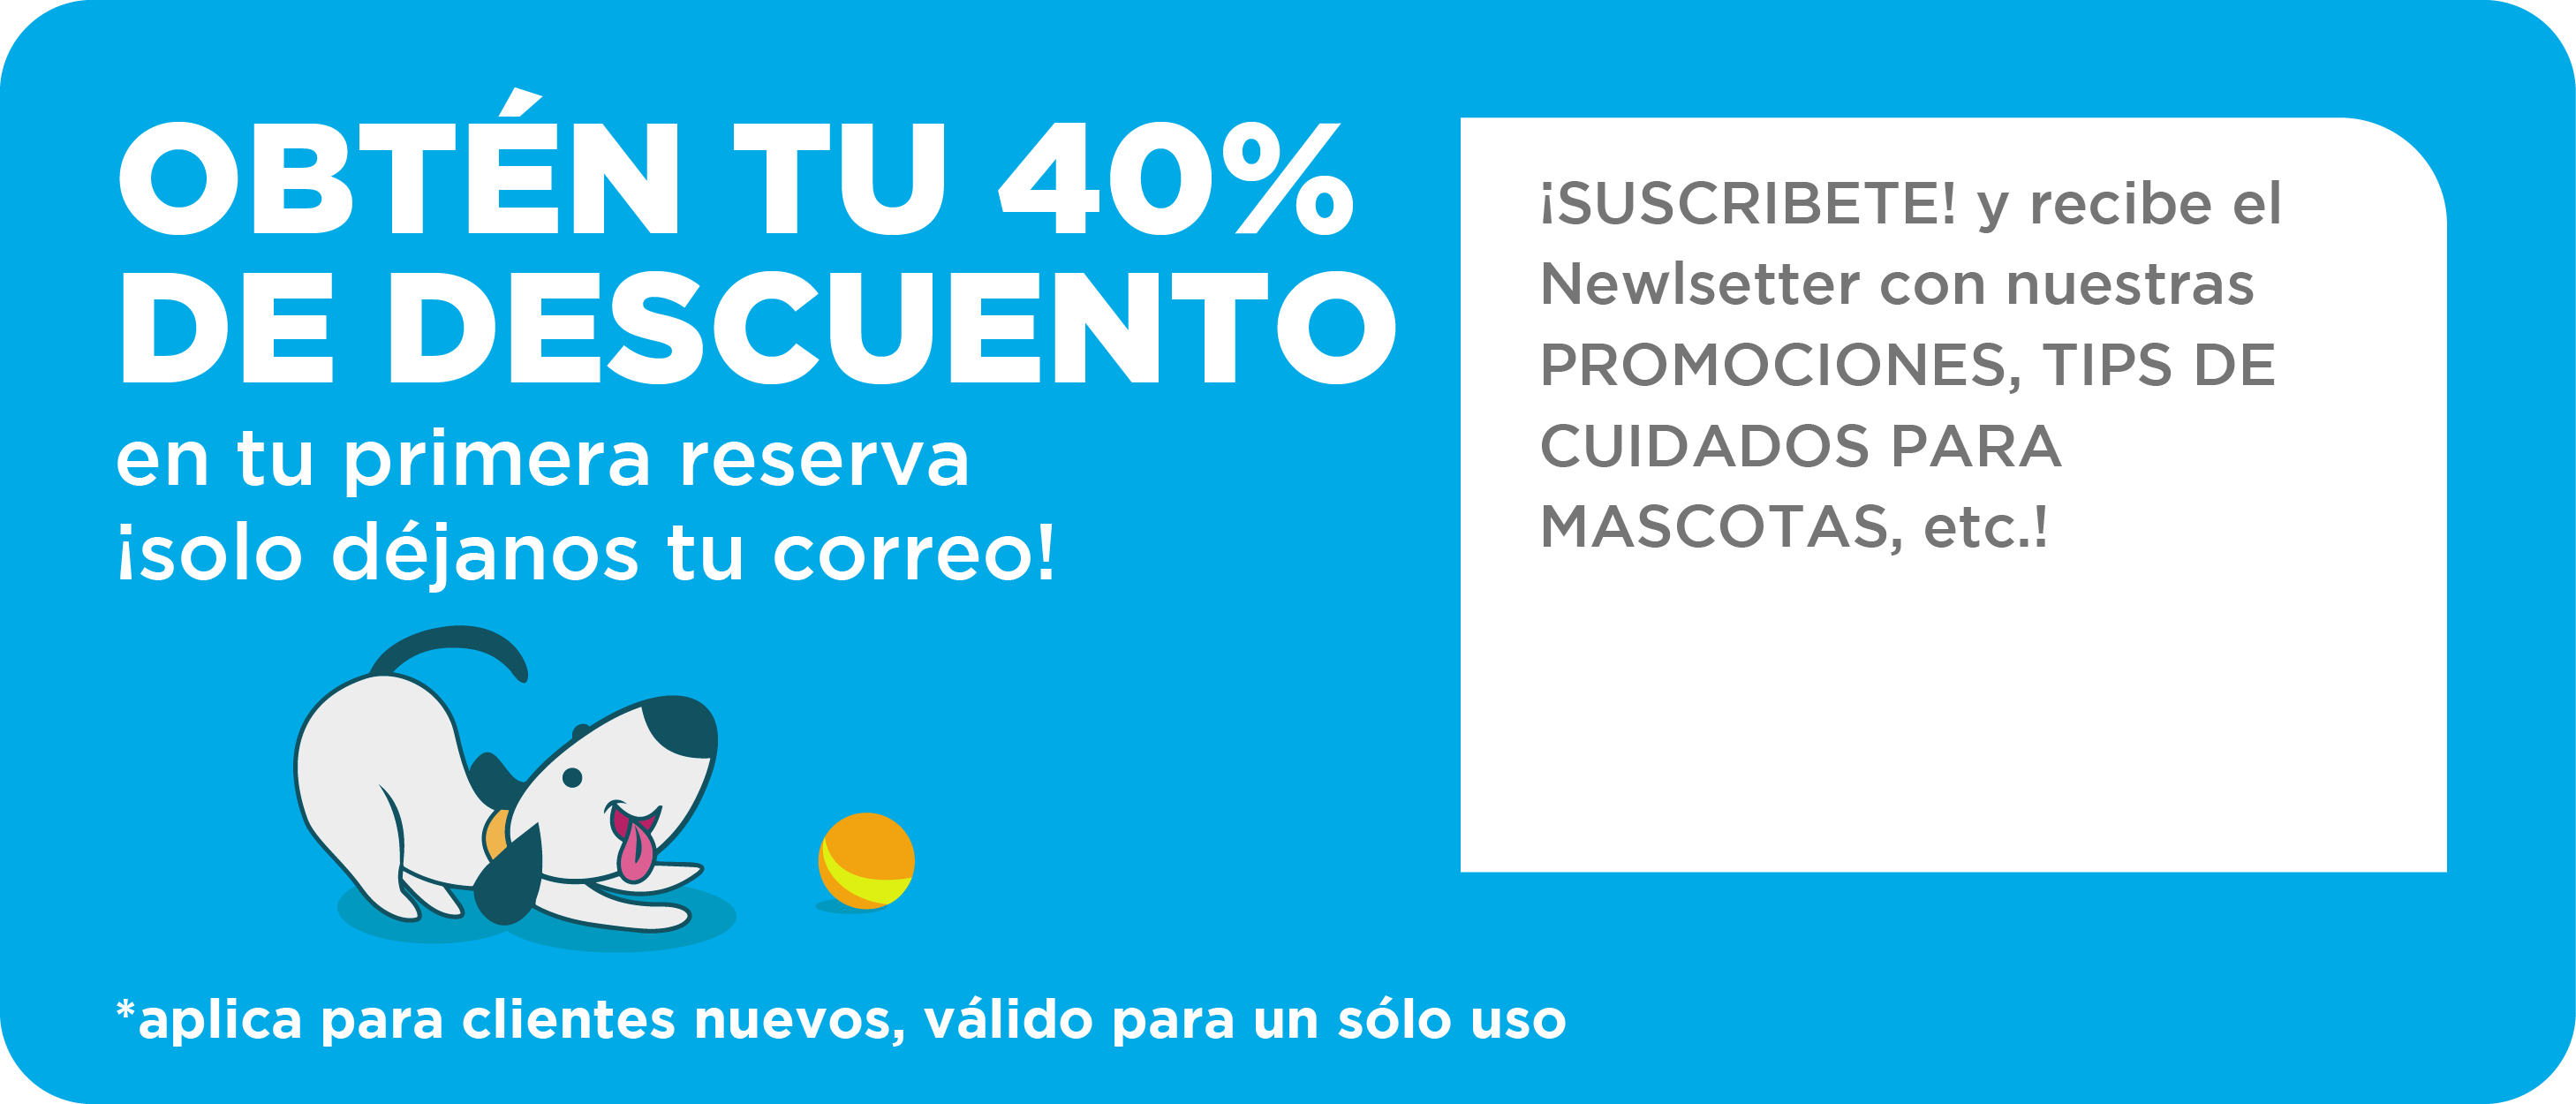 OBTÉN TU 40%
DE DESCUENTO
en tu primera reserva
¡solo déjanos tu correo!
¡SUSCRIBETE! y recibe el
Newlsetter con nuestras
PROMOCIONES, TIPS DE
CUIDADOS PARA
MASCOTAS, etc.!
*aplica para clientes nuevos, válido para un sólo uso